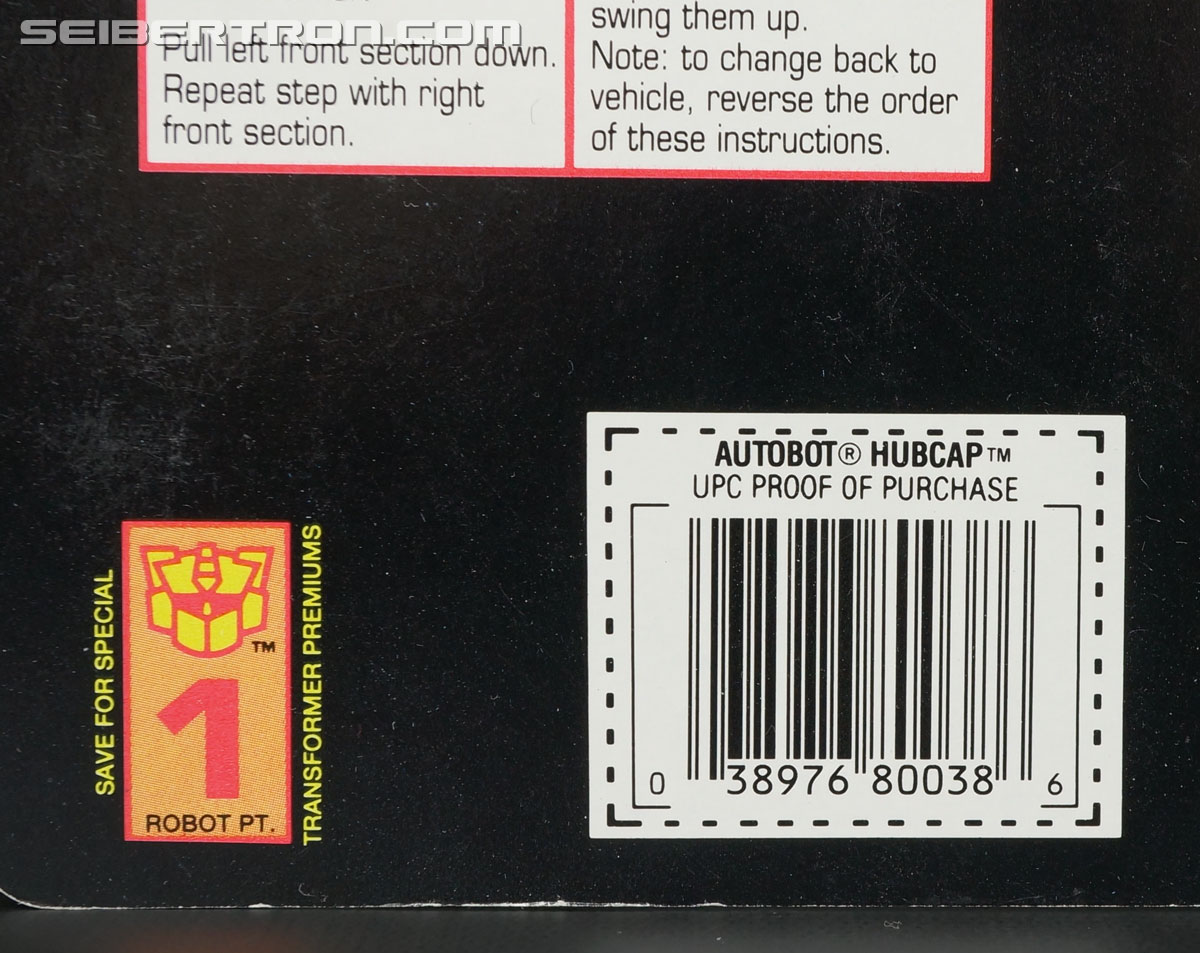 SEIBERTRON.com
Pull left front section down.
Repeat step with right
front section.
swing them up.
Note: to change back to
vehicle, reverse the order
of these instructions.
SAVE FOR SPECIAL
TM
1
ROBOT PT.
TRANSFORMER PREMIUMS
AUTOBOT® HUBCAP™
UPC PROOF OF PURCHASE
0 38976 80038 6